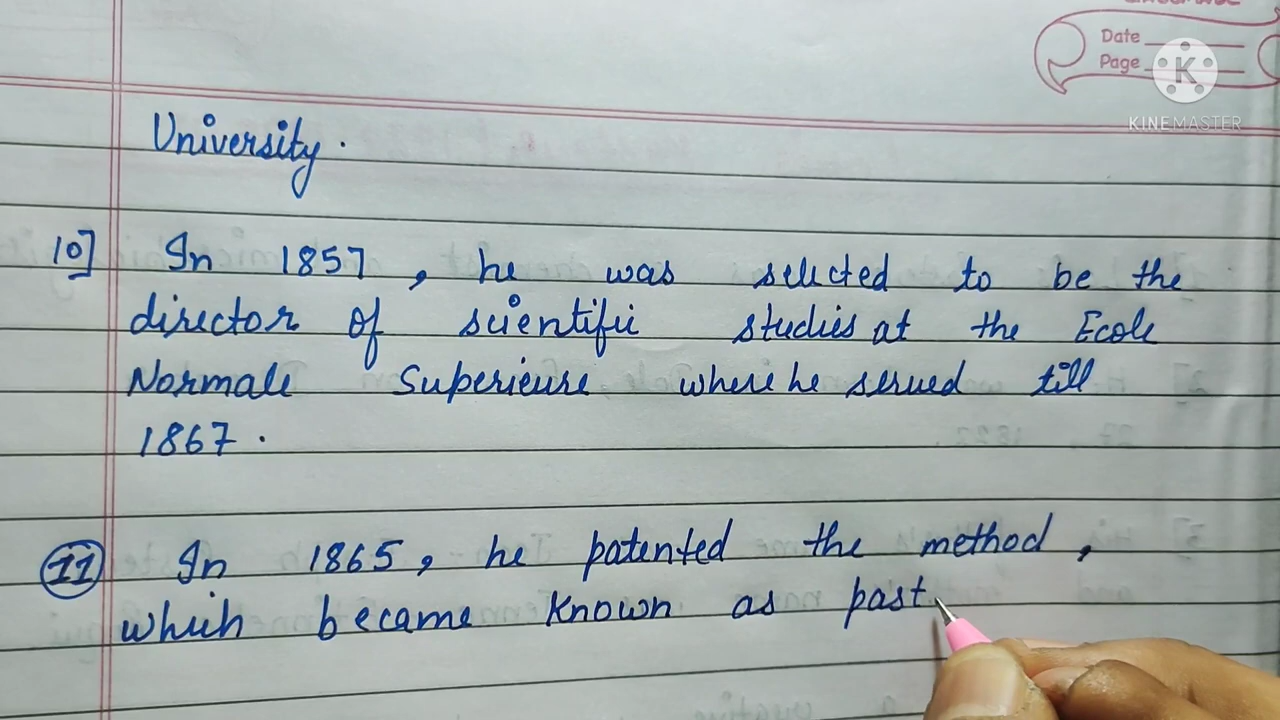 Date
Page
KINEMASTER
University.
10] In 1857, he was selected to be the
director of scientific studies at the Ecole
Normale Superieure where he served till
1867.
11 In 1865, he patented the method,
which became known as past